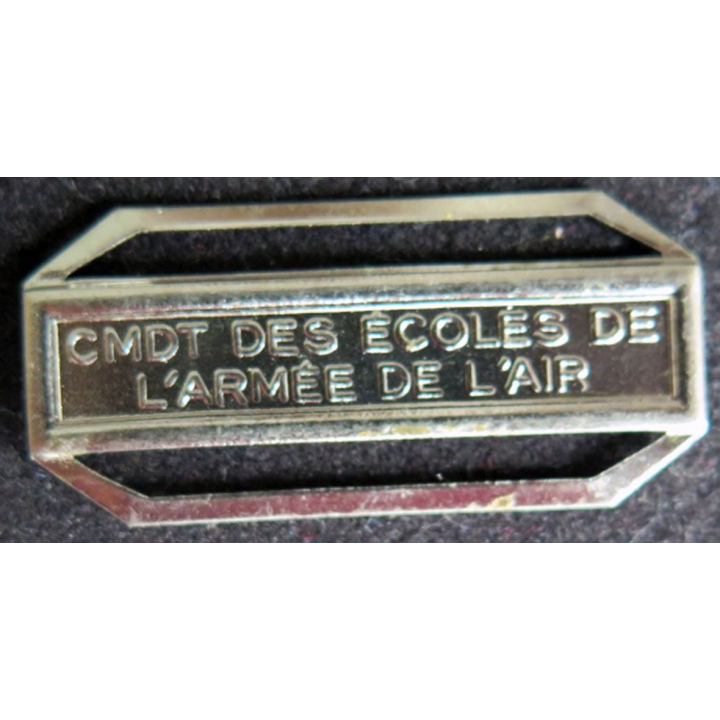 CMDT DES ÉCOLES DE
L'ARMÉE DE L'AIR